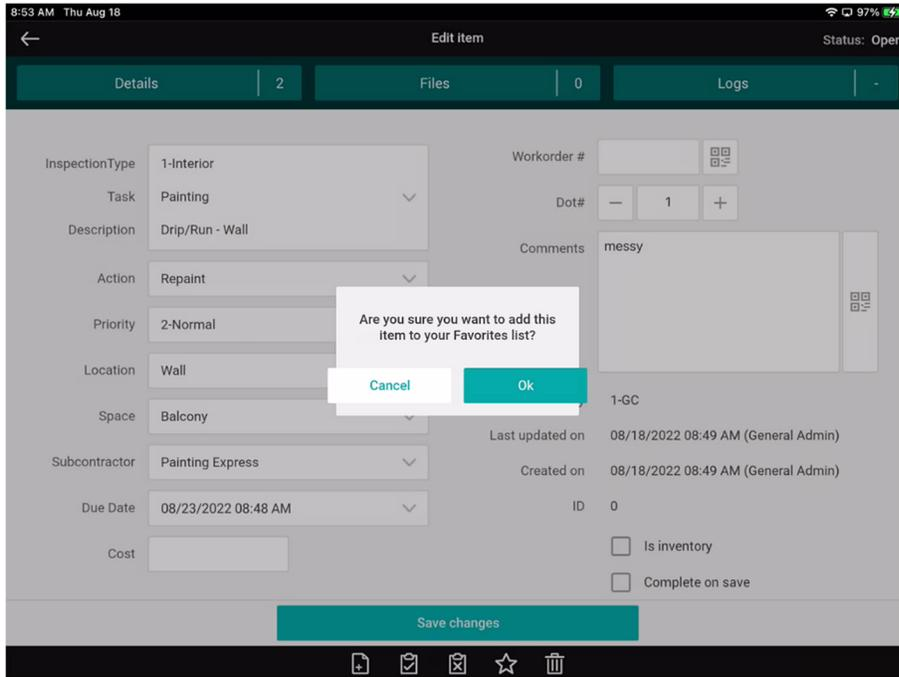 8:53 AM Thu Aug 18
97%
Edit item
Status: Open
Details 2
Files 0
Logs -
InspectionType 1-Interior
Task Painting
Description Drip/Run - Wall
Action Repaint
Priority 2-Normal
Location Wall
Space Balcony
Subcontractor Painting Express
Due Date 08/23/2022 08:48 AM
Cost
Workorder #
Dot# − 1 +
Comments messy
Are you sure you want to add this
item to your Favorites list?
Cancel Ok
1-GC
Last updated on 08/18/2022 08:49 AM (General Admin)
Created on 08/18/2022 08:49 AM (General Admin)
ID 0
Is inventory
Complete on save
Save changes